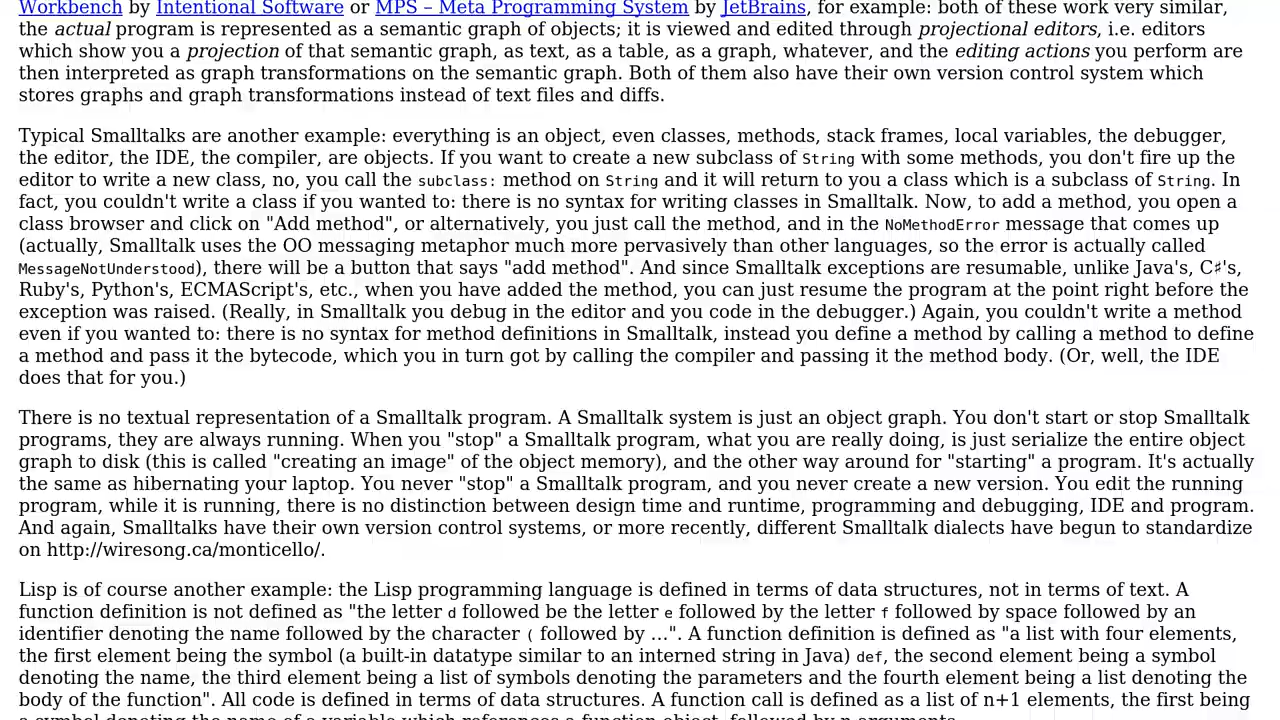 Workbench by Intentional Software or MPS – Meta Programming System by JetBrains, for example: both of these work very similar,
the actual program is represented as a semantic graph of objects; it is viewed and edited through projectional editors, i.e. editors
which show you a projection of that semantic graph, as text, as a table, as a graph, whatever, and the editing actions you perform are
then interpreted as graph transformations on the semantic graph. Both of them also have their own version control system which
stores graphs and graph transformations instead of text files and diffs.
Typical Smalltalks are another example: everything is an object, even classes, methods, stack frames, local variables, the debugger,
the editor, the IDE, the compiler, are objects. If you want to create a new subclass of String with some methods, you don't fire up the
editor to write a new class, no, you call the subclass: method on String and it will return to you a class which is a subclass of String. In
fact, you couldn't write a class if you wanted to: there is no syntax for writing classes in Smalltalk. Now, to add a method, you open a
class browser and click on "Add method", or alternatively, you just call the method, and in the NoMethodError message that comes up
(actually, Smalltalk uses the OO messaging metaphor much more pervasively than other languages, so the error is actually called
MessageNotUnderstood), there will be a button that says "add method". And since Smalltalk exceptions are resumable, unlike Java's, C♯'s,
Ruby's, Python's, ECMAScript's, etc., when you have added the method, you can just resume the program at the point right before the
exception was raised. (Really, in Smalltalk you debug in the editor and you code in the debugger.) Again, you couldn't write a method
even if you wanted to: there is no syntax for method definitions in Smalltalk, instead you define a method by calling a method to define
a method and pass it the bytecode, which you in turn got by calling the compiler and passing it the method body. (Or, well, the IDE
does that for you.)
There is no textual representation of a Smalltalk program. A Smalltalk system is just an object graph. You don't start or stop Smalltalk
programs, they are always running. When you "stop" a Smalltalk program, what you are really doing, is just serialize the entire object
graph to disk (this is called "creating an image" of the object memory), and the other way around for "starting" a program. It's actually
the same as hibernating your laptop. You never "stop" a Smalltalk program, and you never create a new version. You edit the running
program, while it is running, there is no distinction between design time and runtime, programming and debugging, IDE and program.
And again, Smalltalks have their own version control systems, or more recently, different Smalltalk dialects have begun to standardize
on http://wiresong.ca/monticello/.
Lisp is of course another example: the Lisp programming language is defined in terms of data structures, not in terms of text. A
function definition is not defined as "the letter d followed be the letter e followed by the letter f followed by space followed by an
identifier denoting the name followed by the character ( followed by …". A function definition is defined as "a list with four elements,
the first element being the symbol (a built-in datatype similar to an interned string in Java) def, the second element being a symbol
denoting the name, the third element being a list of symbols denoting the parameters and the fourth element being a list denoting the
body of the function". All code is defined in terms of data structures. A function call is defined as a list of n+1 elements, the first being
a symbol denoting the name of a variable which references a function object, followed by n arguments.